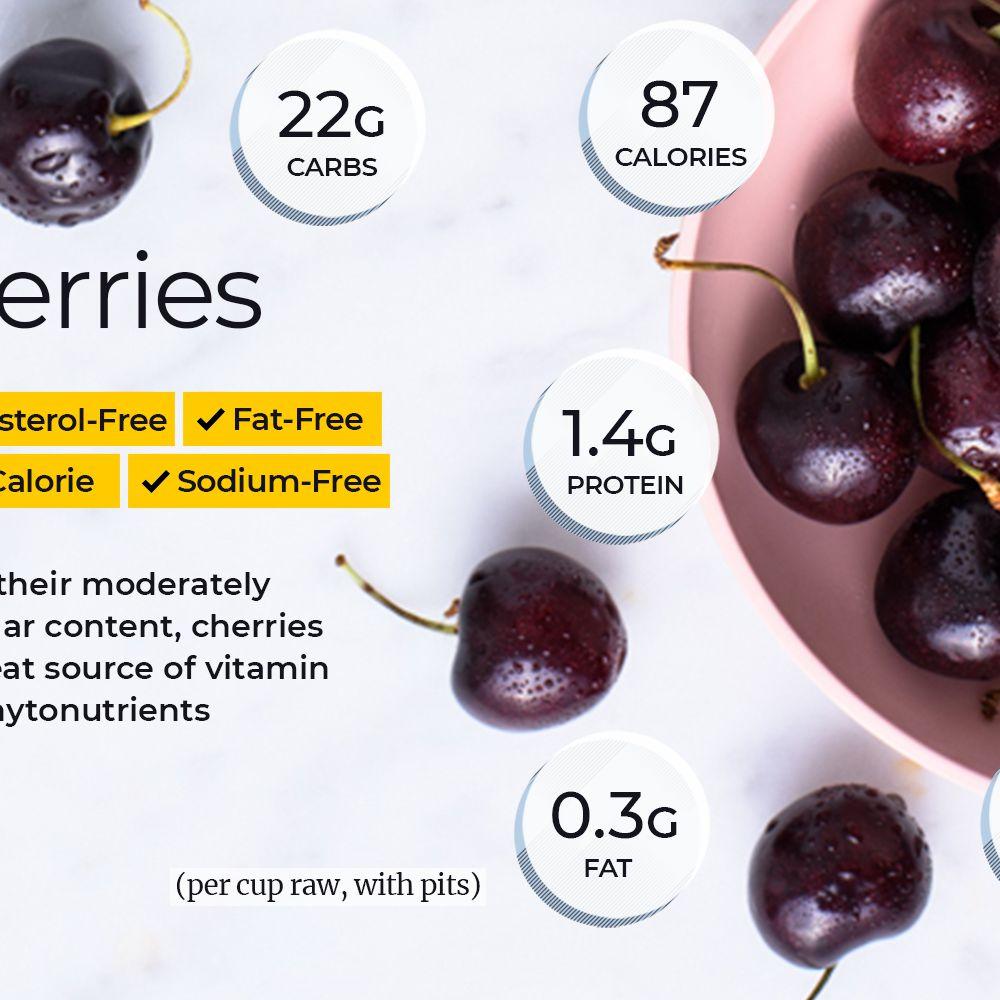 22G
CARBS
87
CALORIES
erries
sterol-Free ✓ Fat-Free
Calorie ✓ Sodium-Free
1.4G
PROTEIN
their moderately
ar content, cherries
eat source of vitamin
ytonutrients
0.3G
FAT
(per cup raw, with pits)